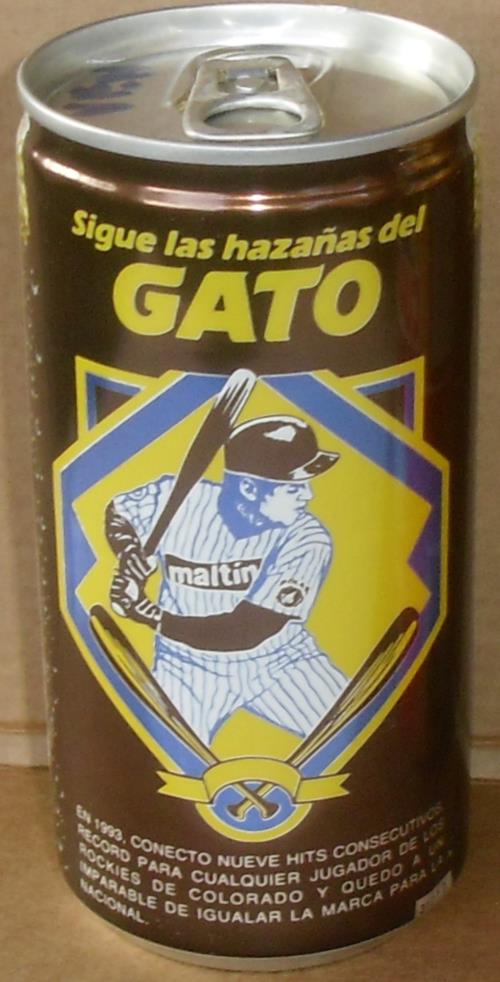 Sigue las hazañas del
GATO
maltín
EN 1993, CONECTO NUEVE HITS CONSECUTIVOS,
RECORD PARA CUALQUIER JUGADOR DE LOS
ROCKIES DE COLORADO Y QUEDO A UN
IMPARABLE DE IGUALAR LA MARCA PARA LA
NACIONAL.